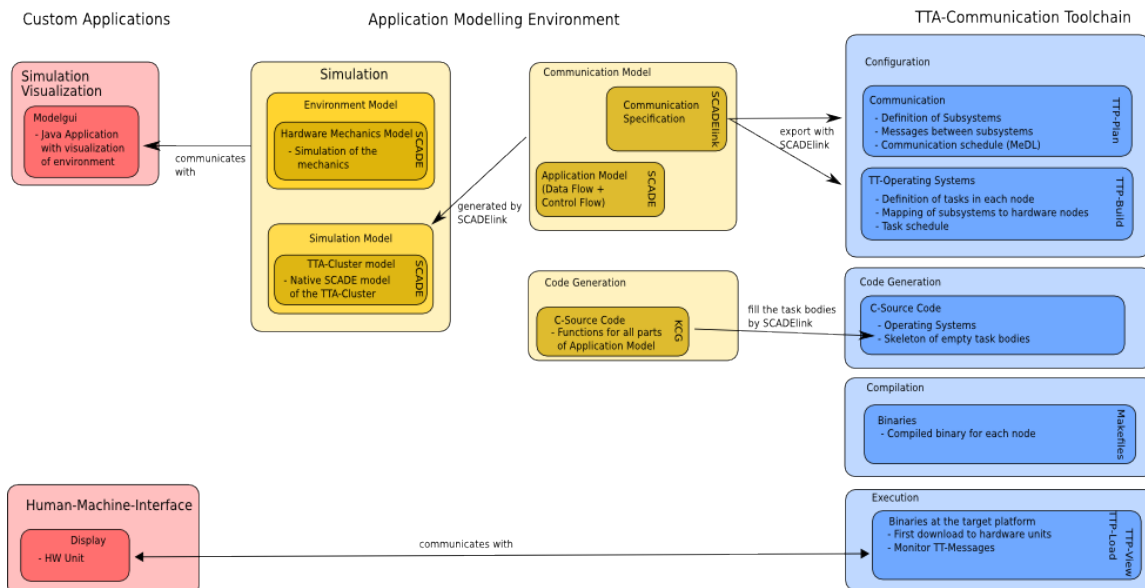 Custom Applications
Application Modelling Environment
TTA-Communication Toolchain
Simulation
Visualization
Modelgui
- Java Application
with visualization
of environment
communicates
with
Simulation
Environment Model
Hardware Mechanics Model
- Simulation of the
mechanics
SCADE
Simulation Model
TTA-Cluster model
- Native SCADE model
of the TTA-Cluster
SCADE
generated by
SCADElink
Communication Model
Communication
Specification
SCADElink
Application Model
(Data Flow +
Control Flow)
SCADE
export with
SCADElink
Code Generation
C-Source Code
- Functions for all parts
of Application Model
KCG
fill the task bodies
by SCADElink
Configuration
Communication
- Definition of Subsystems
- Messages between subsystems
- Communication schedule (MeDL)
TTP-Plan
TT-Operating Systems
- Definition of tasks in each node
- Mapping of subsystems to hardware nodes
- Task schedule
TTP-Build
Code Generation
C-Source Code
- Operating Systems
- Skeleton of empty task bodies
Compilation
Binaries
- Compiled binary for each node
Makefiles
Human-Machine-Interface
Display
- HW Unit
communicates with
Execution
Binaries at the target platform
- First download to hardware units
- Monitor TT-Messages
TTP-View
TTP-Load